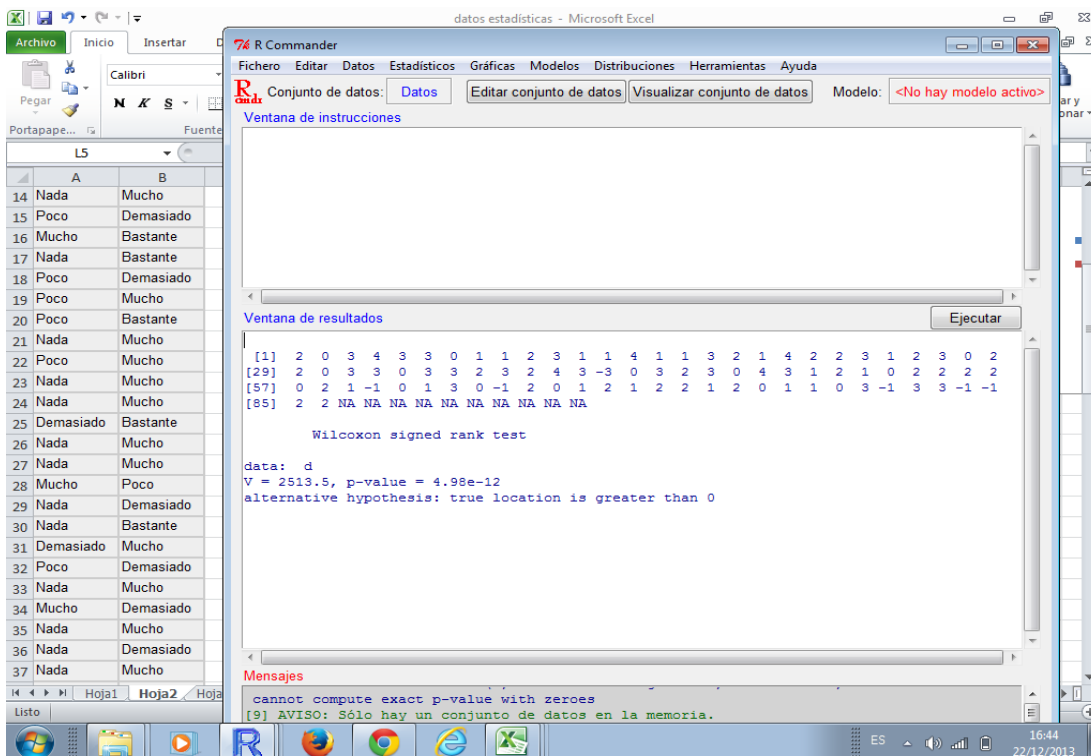 datos estadísticas - Microsoft Excel
Archivo Inicio Insertar
Pegar
Calibri
N K S
Portapape... Fuente
L5
A B
14 Nada Mucho
15 Poco Demasiado
16 Mucho Bastante
17 Nada Bastante
18 Poco Demasiado
19 Poco Mucho
20 Poco Bastante
21 Nada Mucho
22 Poco Mucho
23 Nada Mucho
24 Nada Mucho
25 Demasiado Bastante
26 Nada Mucho
27 Nada Mucho
28 Mucho Poco
29 Nada Demasiado
30 Nada Bastante
31 Demasiado Mucho
32 Poco Demasiado
33 Nada Mucho
34 Mucho Demasiado
35 Nada Mucho
36 Nada Demasiado
37 Nada Mucho
Hoja1 Hoja2 Hoja
Listo
R Commander
Fichero Editar Datos Estadísticos Gráficas Modelos Distribuciones Herramientas Ayuda
R cmdr Conjunto de datos: Datos Editar conjunto de datos Visualizar conjunto de datos Modelo: <No hay modelo activo>
Ventana de instrucciones
Ventana de resultados Ejecutar
[1] 2 0 3 4 3 3 0 1 1 2 3 1 1 4 1 1 3 2 1 4 2 2 3 1 2 3 0 2
[29] 2 0 3 3 0 3 3 2 3 2 4 3 -3 0 3 2 3 0 4 3 1 2 1 0 2 2 2 2
[57] 0 2 1 -1 0 1 3 0 -1 2 0 1 2 1 2 2 1 2 0 1 1 0 3 -1 3 3 -1 -1
[85] 2 2 NA NA NA NA NA NA NA NA NA NA
Wilcoxon signed rank test
data: d
V = 2513.5, p-value = 4.98e-12
alternative hypothesis: true location is greater than 0
Mensajes
cannot compute exact p-value with zeroes
[9] AVISO: Sólo hay un conjunto de datos en la memoria.
ES
16:44
22/12/2013